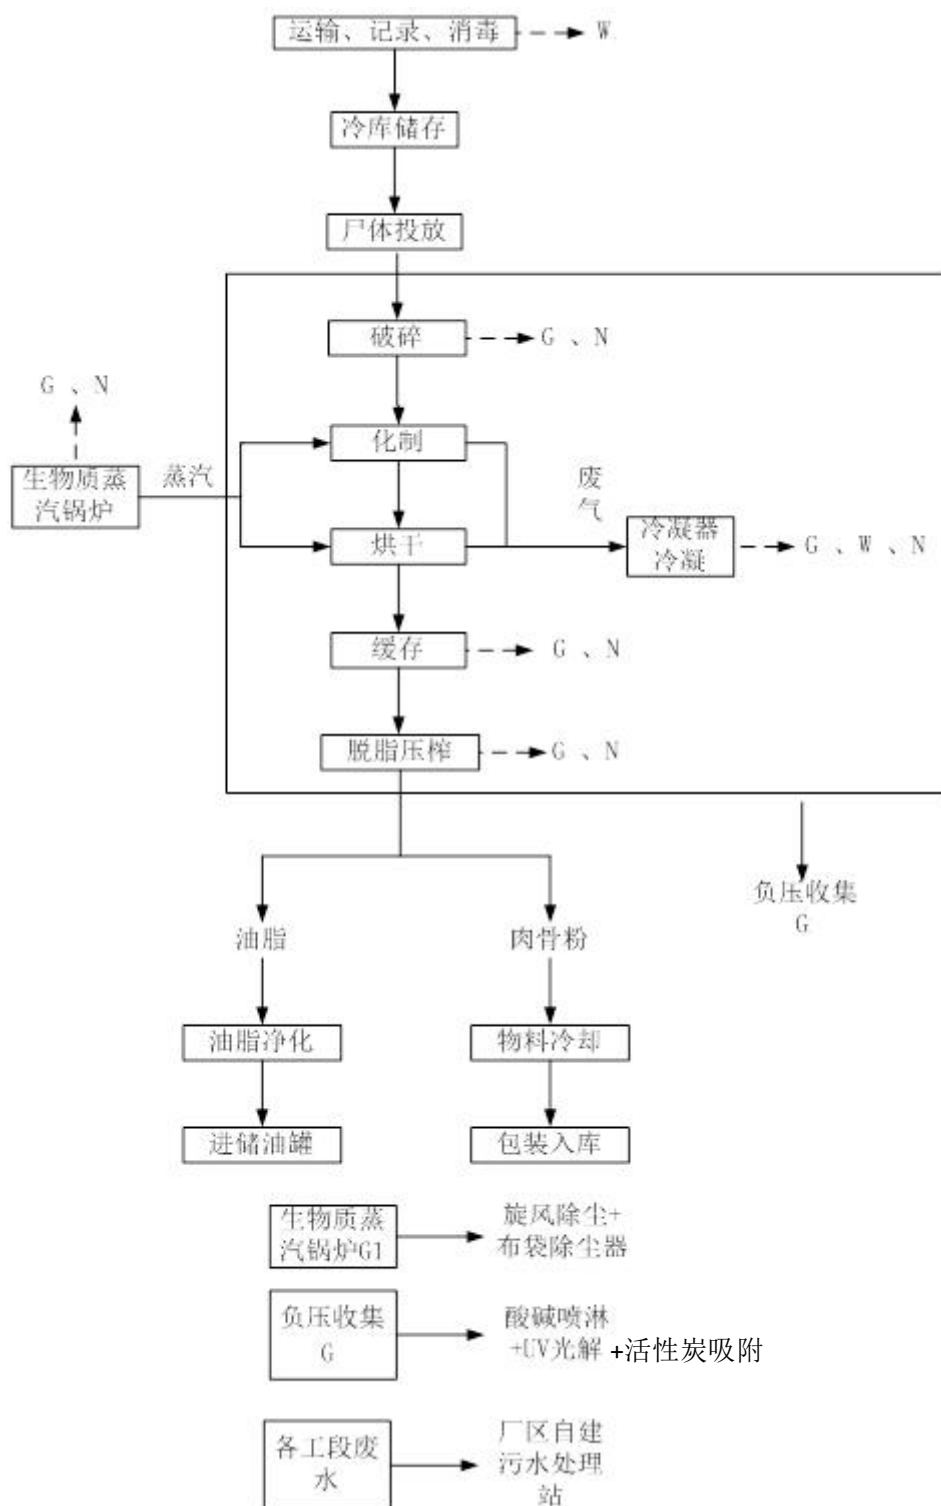 运输、记录、消毒
W
冷库储存
尸体投放
破碎
G 、N
G 、N
生物质蒸
汽锅炉
蒸汽
化制
废
气
烘干
冷凝器
冷凝
G 、W 、N
缓存
G 、N
脱脂压榨
G 、N
负压收集
G
油脂
肉骨粉
油脂净化
物料冷却
进储油罐
包装入库
生物质蒸
汽锅炉G1
旋风除尘+
布袋除尘器
负压收集
G
酸碱喷淋
+UV光解 +活性炭吸附
各工段废
水
厂区自建
污水处理
站